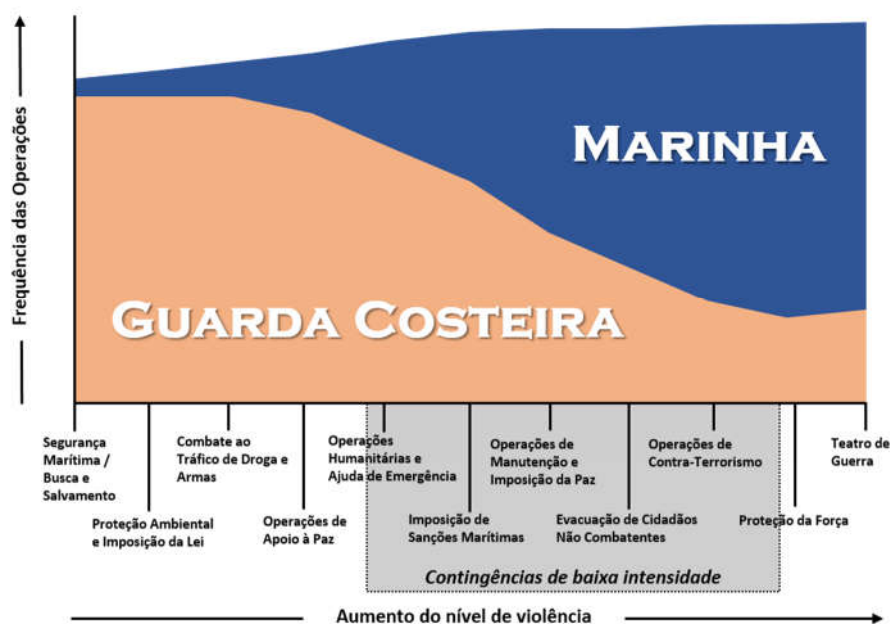 Frequência das Operações
MARINHA
GUARDA COSTEIRA
Segurança
Marítima /
Busca e
Salvamento
Proteção Ambiental
e Imposição da Lei
Combate ao
Tráfico de Droga e
Armas
Operações de
Apoio à Paz
Operações
Humanitárias e
Ajuda de Emergência
Imposição de
Sanções Marítimas
Operações de
Manutenção e
Imposição da Paz
Evacuação de Cidadãos
Não Combatentes
Operações de
Contra-Terrorismo
Proteção da Força
Teatro de
Guerra
Contingências de baixa intensidade
Aumento do nível de violência